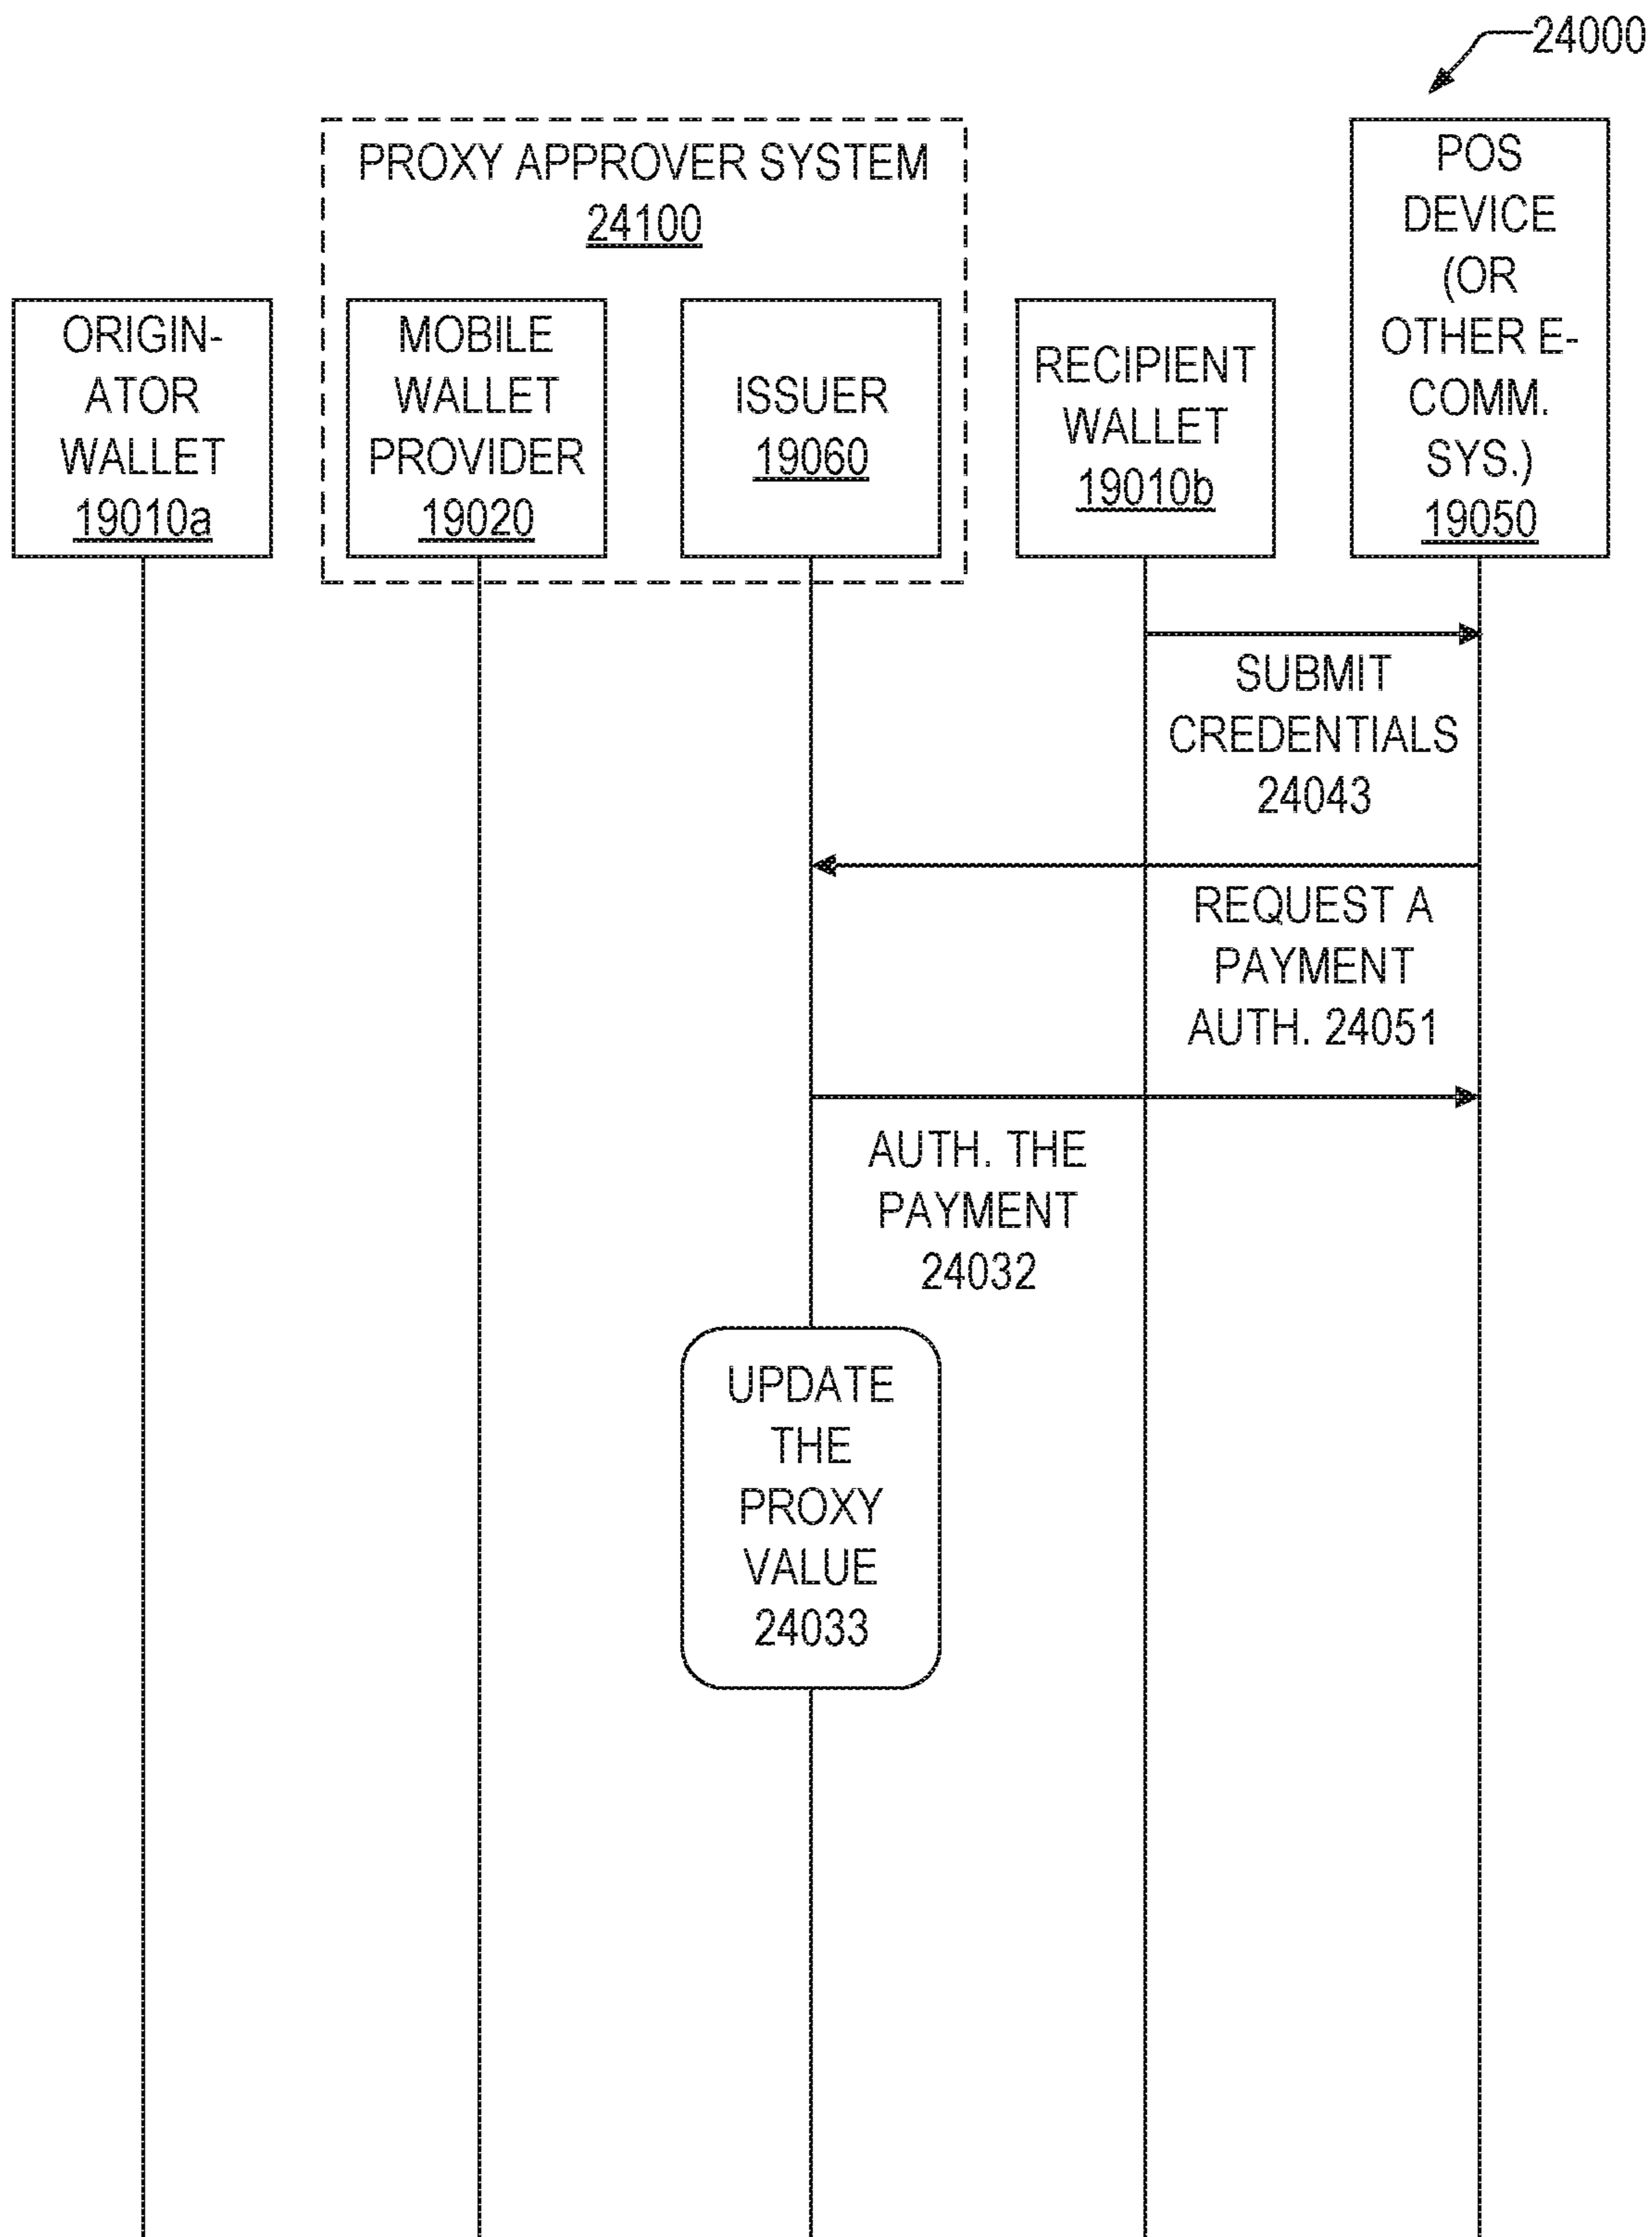 24000
PROXY APPROVER SYSTEM
24100
ORIGIN-
ATOR
WALLET
19010a
MOBILE
WALLET
PROVIDER
19020
ISSUER
19060
RECIPIENT
WALLET
19010b
POS
DEVICE
(OR
OTHER E-
COMM.
SYS.)
19050
SUBMIT
CREDENTIALS
24043
REQUEST A
PAYMENT
AUTH. 24051
AUTH. THE
PAYMENT
24032
UPDATE
THE
PROXY
VALUE
24033